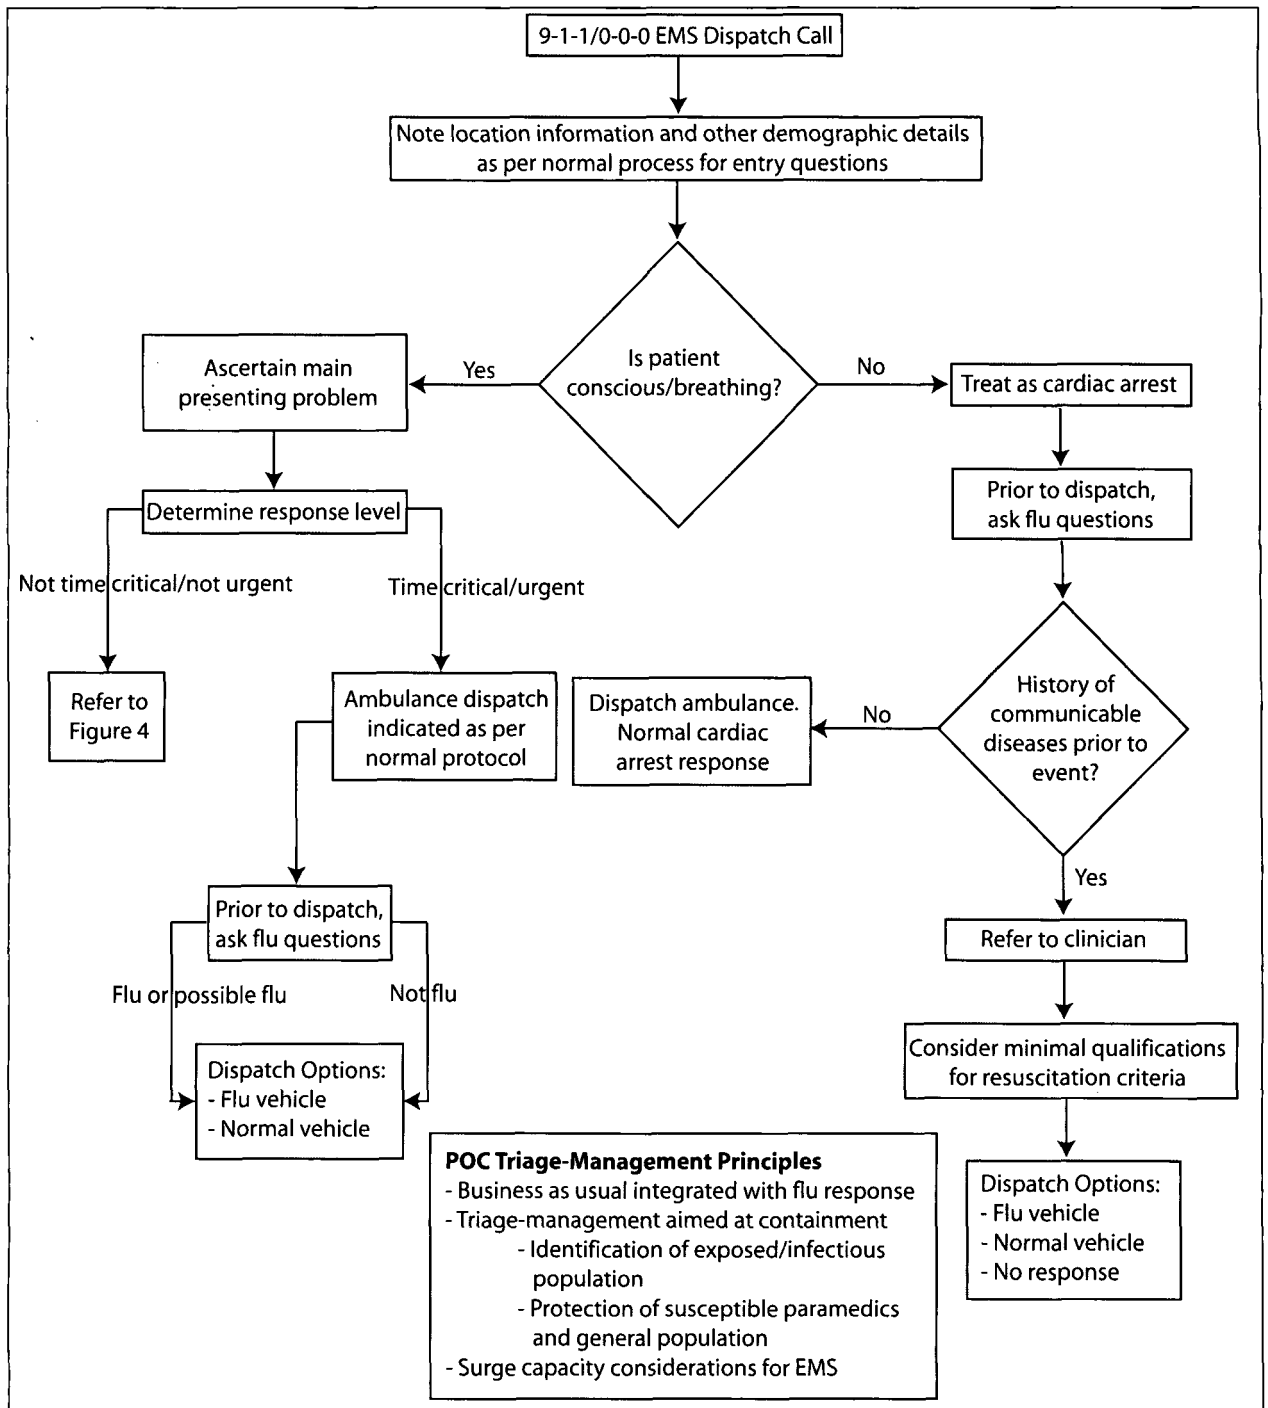 9-1-1/0-0-0 EMS Dispatch Call
Note location information and other demographic details
as per normal process for entry questions
Is patient
conscious/breathing?
Yes
No
Ascertain main
presenting problem
Treat as cardiac arrest
Determine response level
Prior to dispatch,
ask flu questions
Not time critical/not urgent
Time critical/urgent
Refer to
Figure 4
Ambulance dispatch
indicated as per
normal protocol
Dispatch ambulance.
Normal cardiac
arrest response
No
History of
communicable
diseases prior to
event?
Yes
Prior to dispatch,
ask flu questions
Refer to clinician
Flu or possible flu
Not flu
Consider minimal qualifications
for resuscitation criteria
Dispatch Options:
- Flu vehicle
- Normal vehicle
POC Triage-Management Principles
- Business as usual integrated with flu response
- Triage-management aimed at containment
- Identification of exposed/infectious
population
- Protection of susceptible paramedics
and general population
- Surge capacity considerations for EMS
Dispatch Options:
- Flu vehicle
- Normal vehicle
- No response